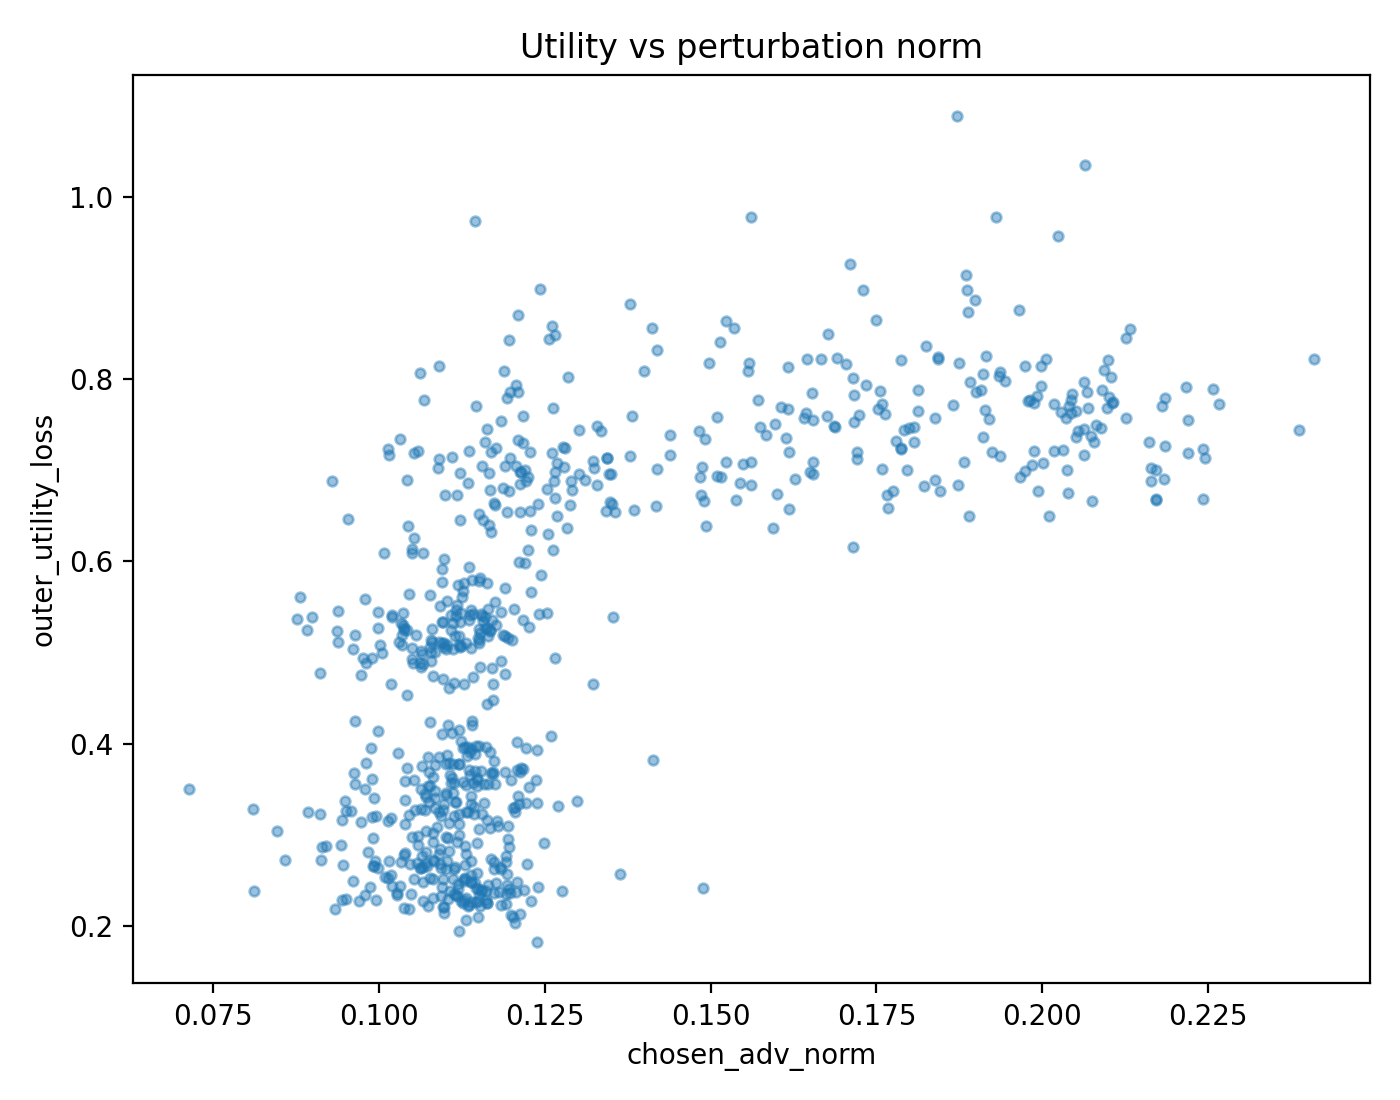 Utility vs perturbation norm
outer_utility_loss
1.0
0.8
0.6
0.4
0.2
0.075 0.100 0.125 0.150 0.175 0.200 0.225
chosen_adv_norm